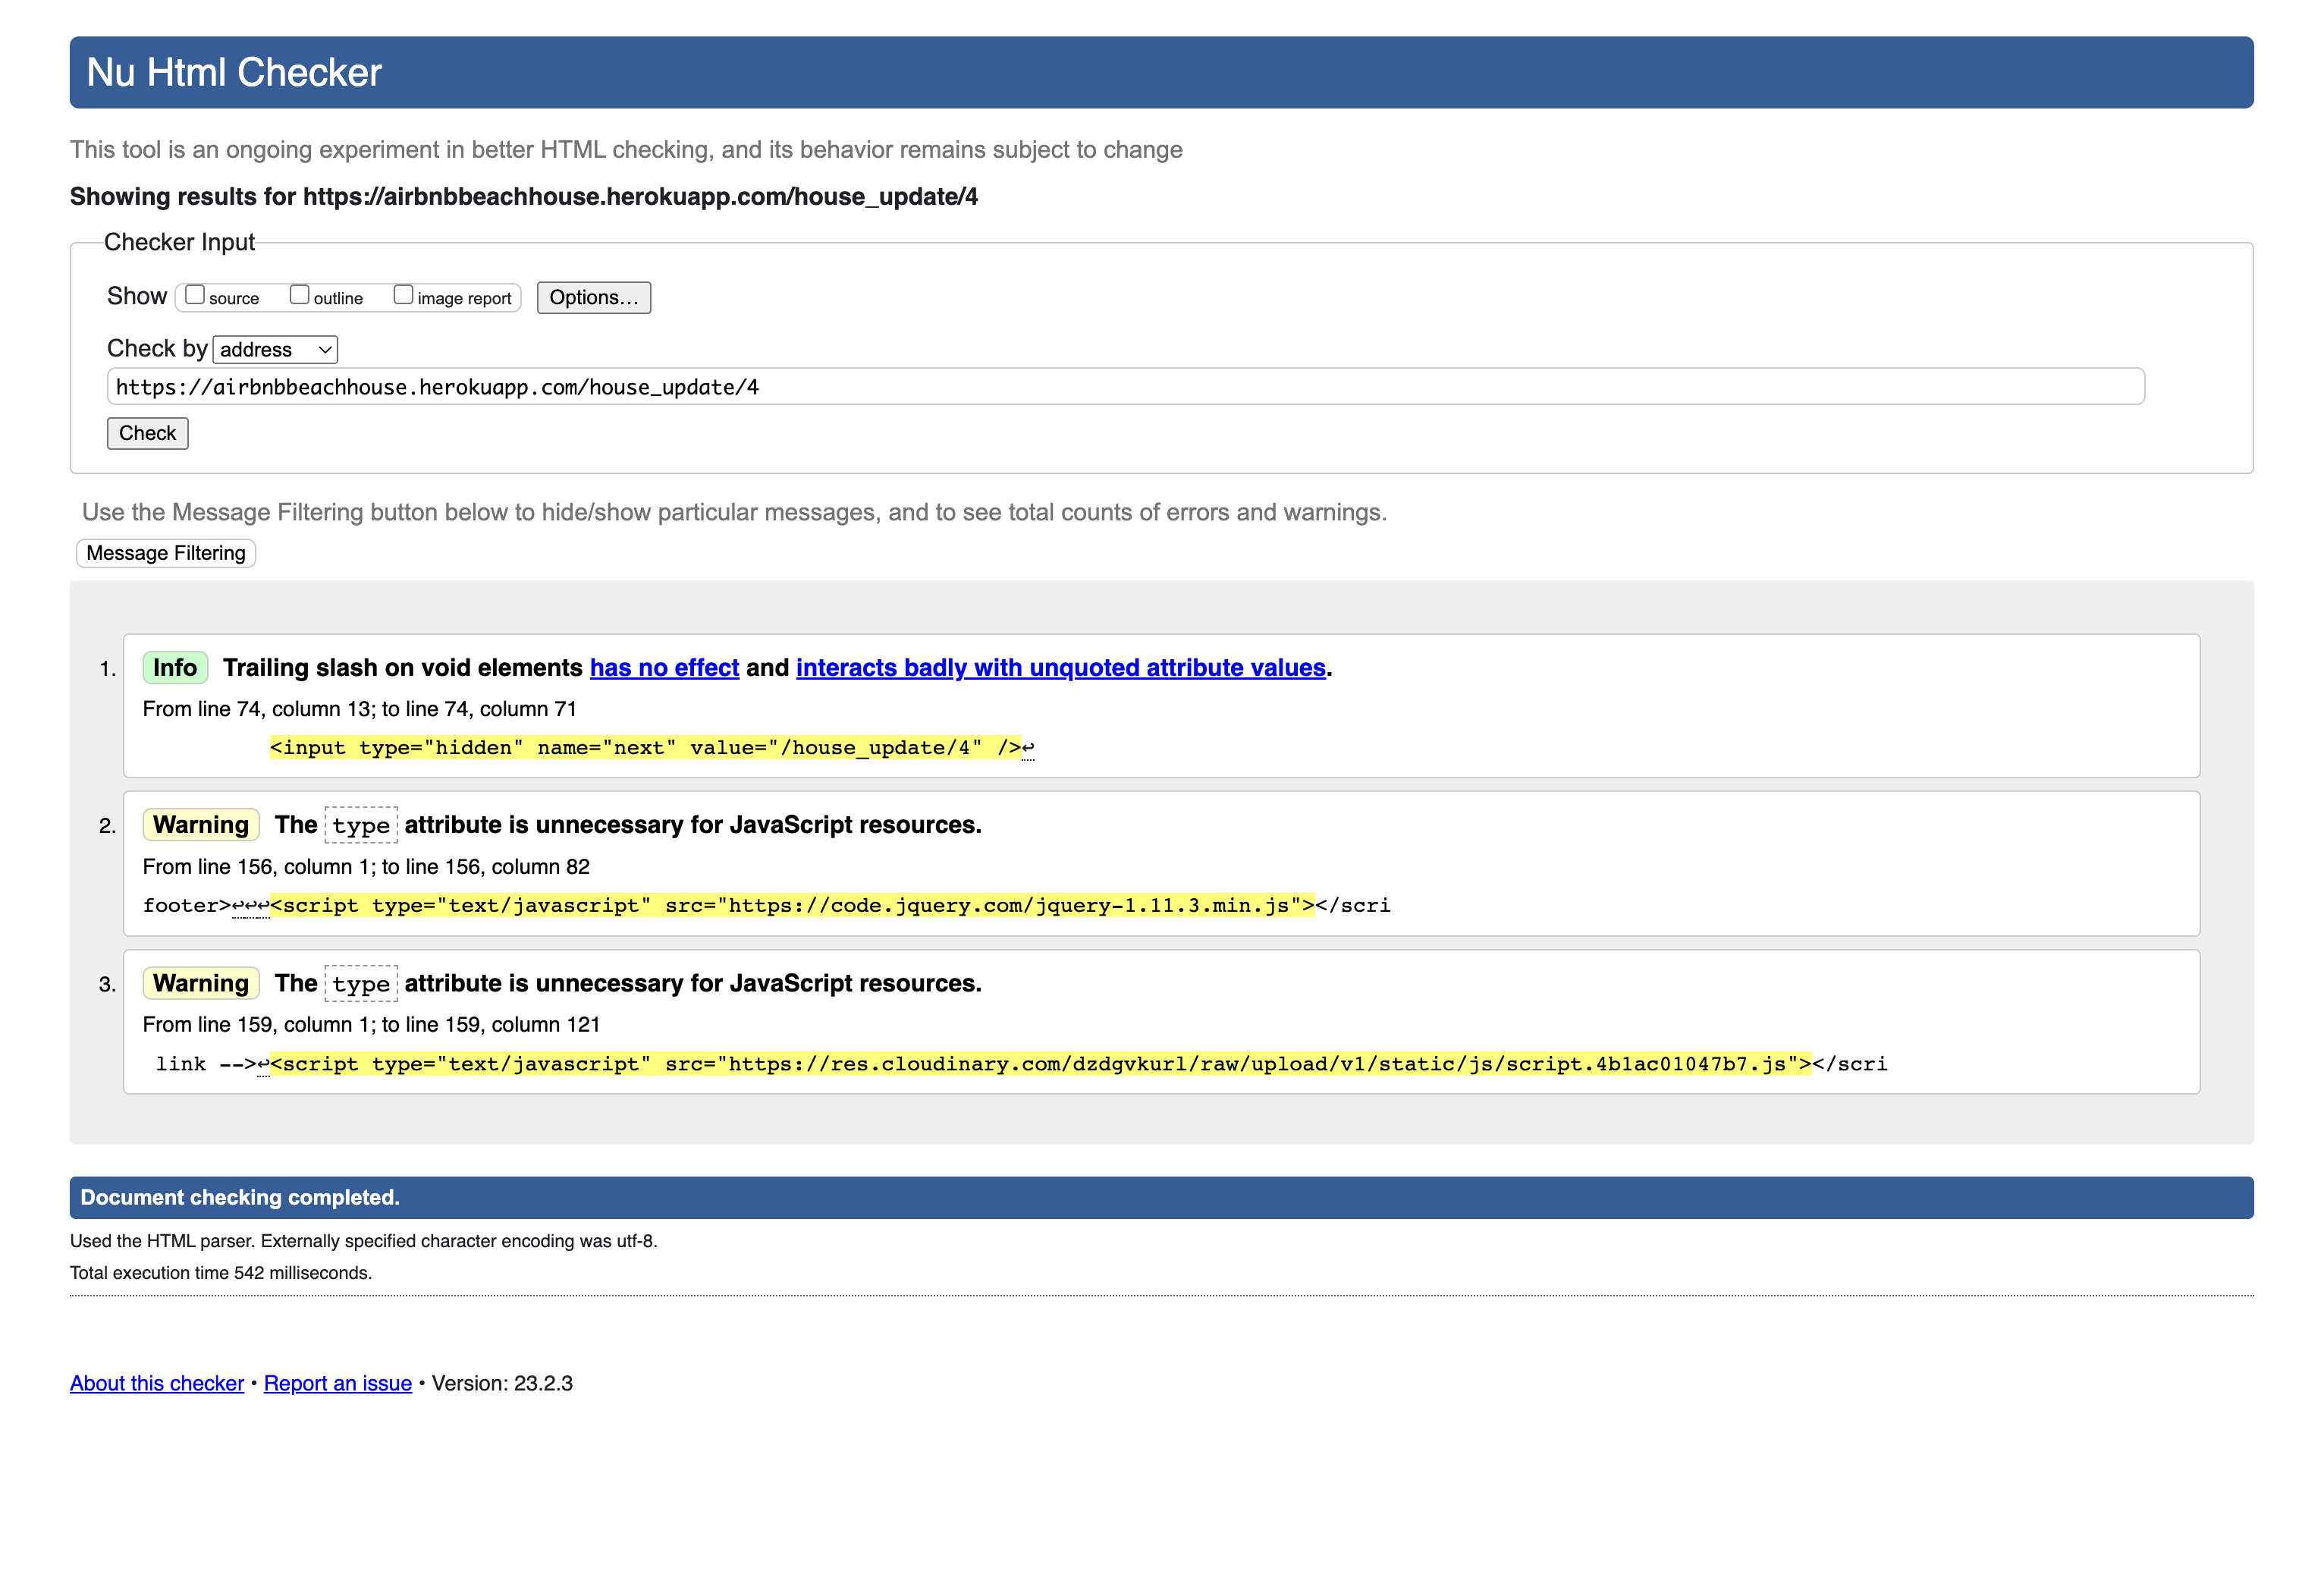 Nu Html Checker
This tool is an ongoing experiment in better HTML checking, and its behavior remains subject to change
Showing results for https://airbnbbeachhouse.herokuapp.com/house_update/4
Checker Input
Show source outline image report Options...
Check by address
https://airbnbbeachhouse.herokuapp.com/house_update/4
Check
Use the Message Filtering button below to hide/show particular messages, and to see total counts of errors and warnings.
Message Filtering
1. Info Trailing slash on void elements has no effect and interacts badly with unquoted attribute values.
From line 74, column 13; to line 74, column 71
<input type="hidden" name="next" value="/house_update/4" />↩
2. Warning The type attribute is unnecessary for JavaScript resources.
From line 156, column 1; to line 156, column 82
footer>↩↩↩<script type="text/javascript" src="https://code.jquery.com/jquery-1.11.3.min.js"></scri
3. Warning The type attribute is unnecessary for JavaScript resources.
From line 159, column 1; to line 159, column 121
link -->↩<script type="text/javascript" src="https://res.cloudinary.com/dzdgvkurl/raw/upload/v1/static/js/script.4b1ac01047b7.js"></scri
Document checking completed.
Used the HTML parser. Externally specified character encoding was utf-8.
Total execution time 542 milliseconds.
About this checker • Report an issue • Version: 23.2.3